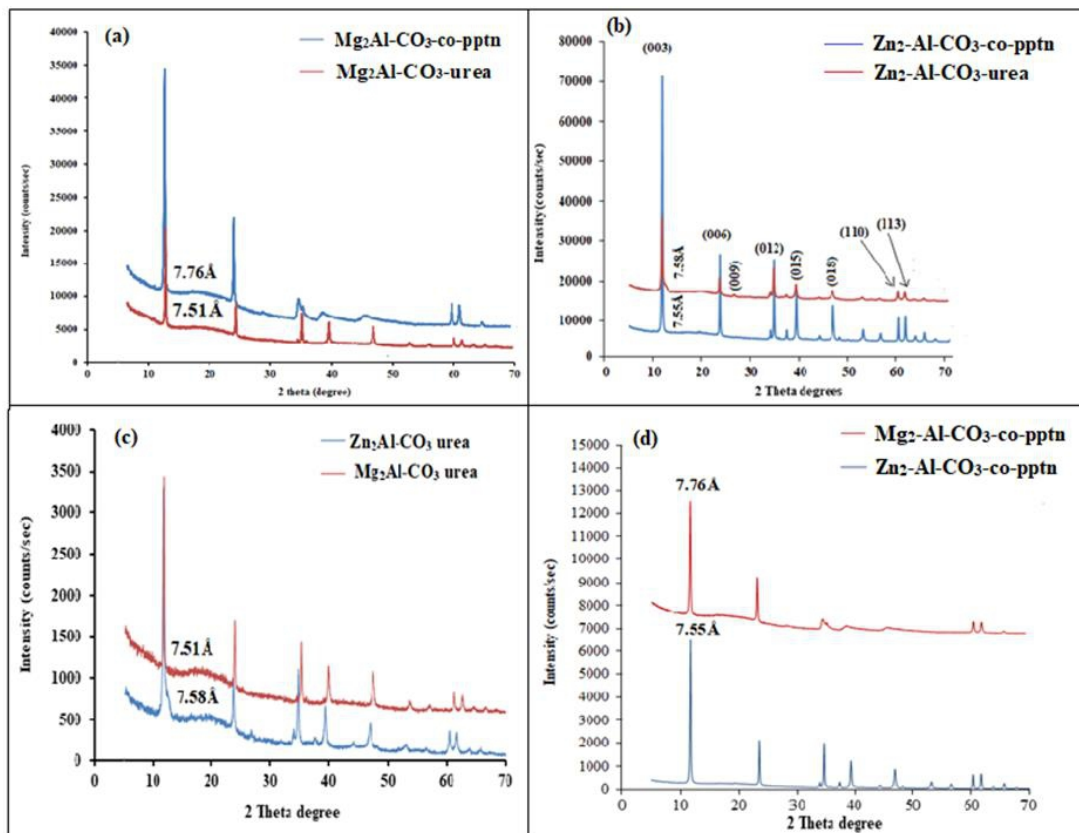 (a)
Mg2Al-CO3-co-pptn
Mg2Al-CO3-urea
Intensity (counts/sec)
40000
35000
30000
25000
20000
15000
10000
5000
0
7.76Å
7.51Å
0 10 20 30 40 50 60 70
2 theta (degree)
(b)
Zn2-Al-CO3-co-pptn
Zn2-Al-CO3-urea
Intensity (counts/sec)
80000
70000
60000
50000
40000
30000
20000
10000
0
(003)
(006)
(009)
(012)
(015)
(018)
(110)
(113)
7.58Å
7.55Å
0 10 20 30 40 50 60 70
2 Theta degrees
(c)
Zn2Al-CO3 urea
Mg2Al-CO3 urea
Intensity (counts/sec)
4000
3500
3000
2500
2000
1500
1000
500
0
7.51Å
7.58Å
0 10 20 30 40 50 60 70
2 Theta degree
(d)
Mg2-Al-CO3-co-pptn
Zn2-Al-CO3-co-pptn
Intensity (counts/sec)
15000
14000
13000
12000
11000
10000
9000
8000
7000
6000
5000
4000
3000
2000
1000
0
7.76Å
7.55Å
0 10 20 30 40 50 60 70
2 Theta degree